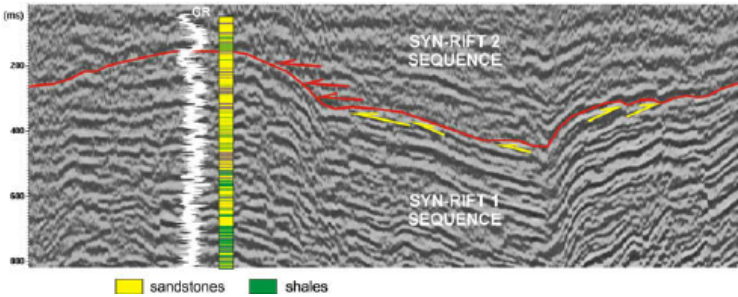 (ms)
GR
SYN-RIFT 2
SEQUENCE
200
400
SYN-RIFT 1
SEQUENCE
600
800
sandstones
shales